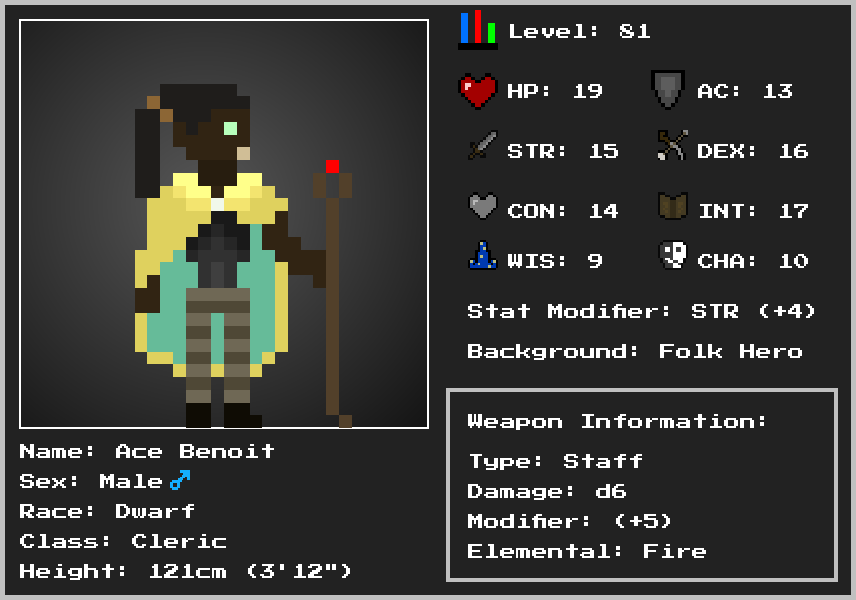 Level: 81
HP: 19
AC: 13
STR: 15
DEX: 16
CON: 14
INT: 17
WIS: 9
CHA: 10
Stat Modifier: STR (+4)
Background: Folk Hero
Weapon Information:
Type: Staff
Damage: d6
Modifier: (+5)
Elemental: Fire
Name: Ace Benoit
Sex: Male ♂
Race: Dwarf
Class: Cleric
Height: 121cm (3'12")